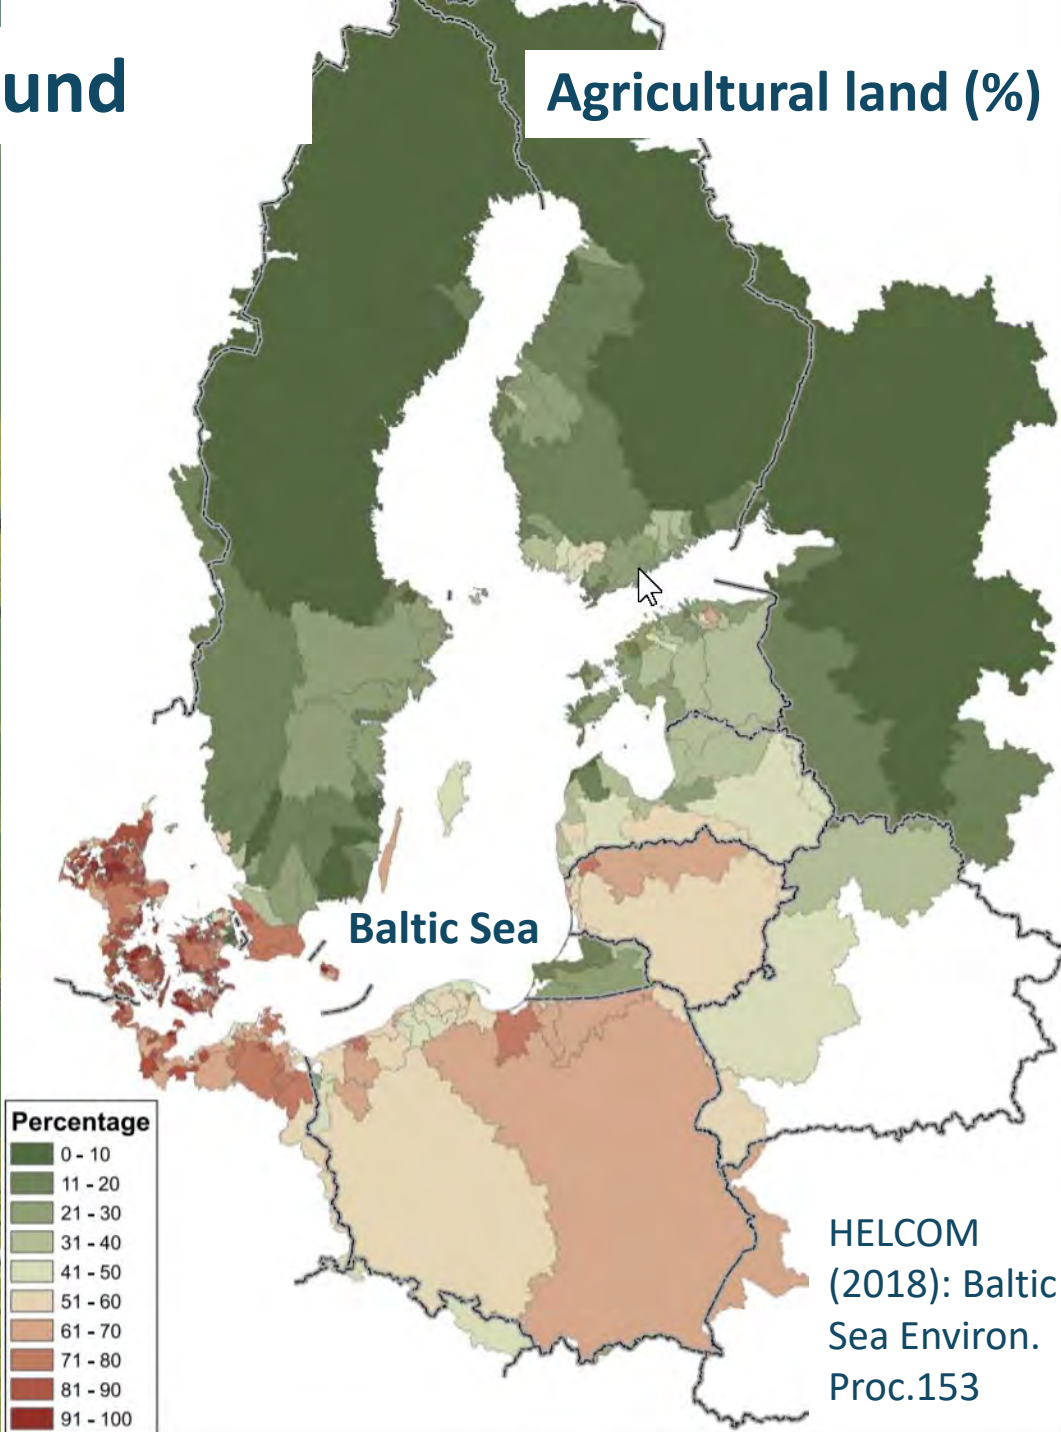 und
Agricultural land (%)
Baltic Sea
Percentage
0 - 10
11 - 20
21 - 30
31 - 40
41 - 50
51 - 60
61 - 70
71 - 80
81 - 90
91 - 100
HELCOM
(2018): Baltic
Sea Environ.
Proc.153